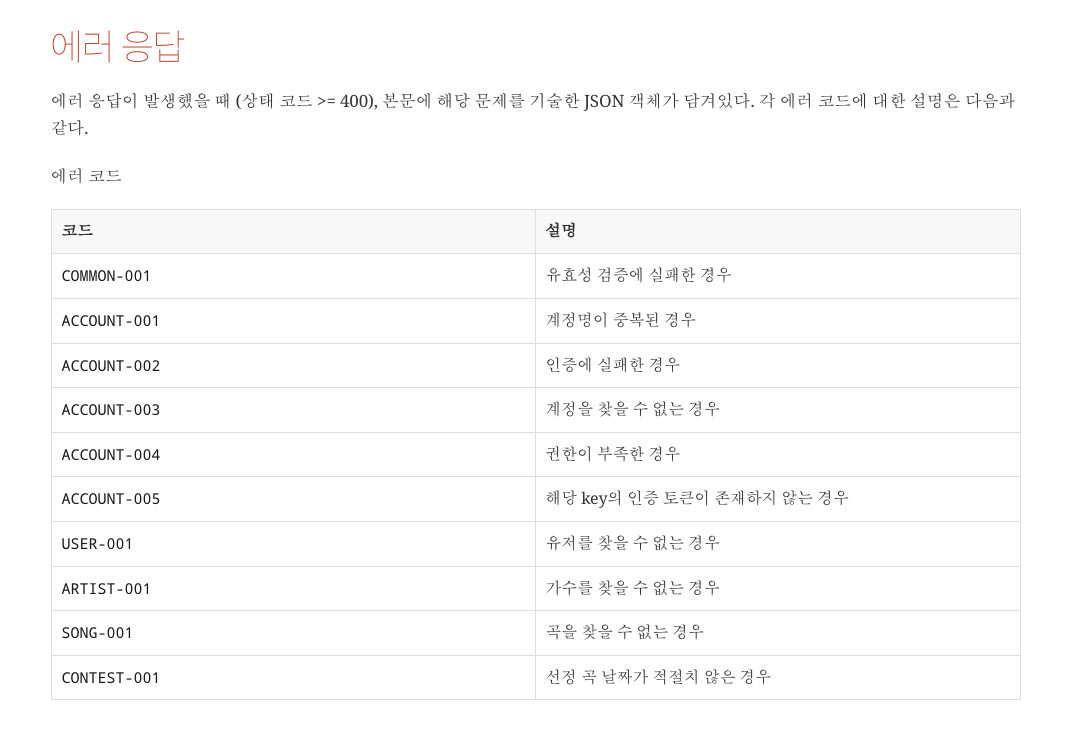 에러 응답
에러 응답이 발생했을 때 (상태 코드 >= 400), 본문에 해당 문제를 기술한 JSON 객체가 담겨있다. 각 에러 코드에 대한 설명은 다음과
같다.
에러 코드
코드 설명
COMMON-001 유효성 검증에 실패한 경우
ACCOUNT-001 계정명이 중복된 경우
ACCOUNT-002 인증에 실패한 경우
ACCOUNT-003 계정을 찾을 수 없는 경우
ACCOUNT-004 권한이 부족한 경우
ACCOUNT-005 해당 key의 인증 토큰이 존재하지 않는 경우
USER-001 유저를 찾을 수 없는 경우
ARTIST-001 가수를 찾을 수 없는 경우
SONG-001 곡을 찾을 수 없는 경우
CONTEST-001 선정 곡 날짜가 적절치 않은 경우